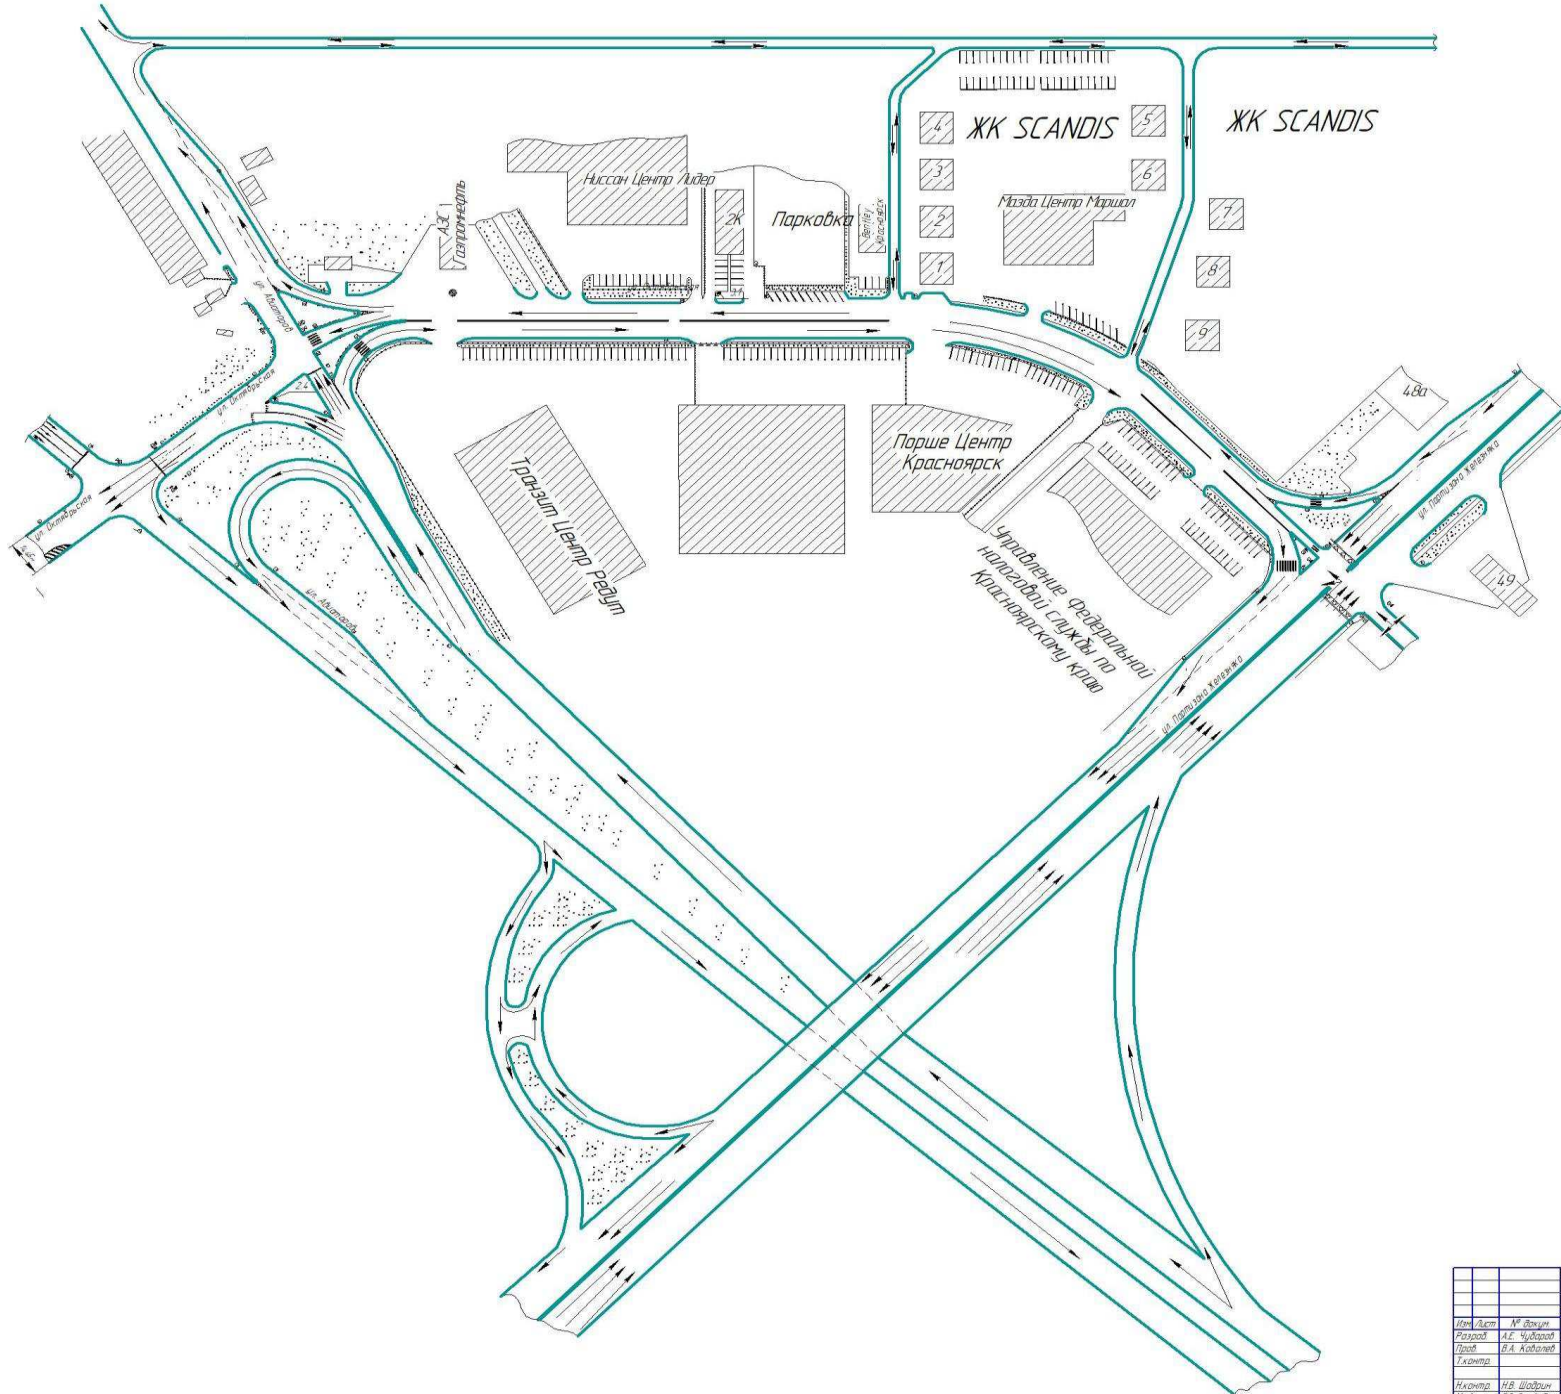 ЖК SCANDIS
ЖК SCANDIS
4
5
3
6
2
7
1
8
9
Ниссан Центр Лидер
2К
Парковка
Bentley
Красноярск
Мазда Центр Маршал
АЗС
Газпромнефть
31
ул. Авиаторов
ул. Октябрьская
24
ул. Октябрьская
ул. Авиаторов
Транзит Центр Редут
Порше Центр
Красноярск
Управление Федеральной
налоговой службы по
Красноярскому краю
48а
49
ул. Партизана Железняка
ул. Партизана Железняка
Изм. Лист № докум.
Разраб. А.Е. Чубаров
Пров. В.А. Ковалев
Т.контр.
Н.контр. Н.В. Шадрин